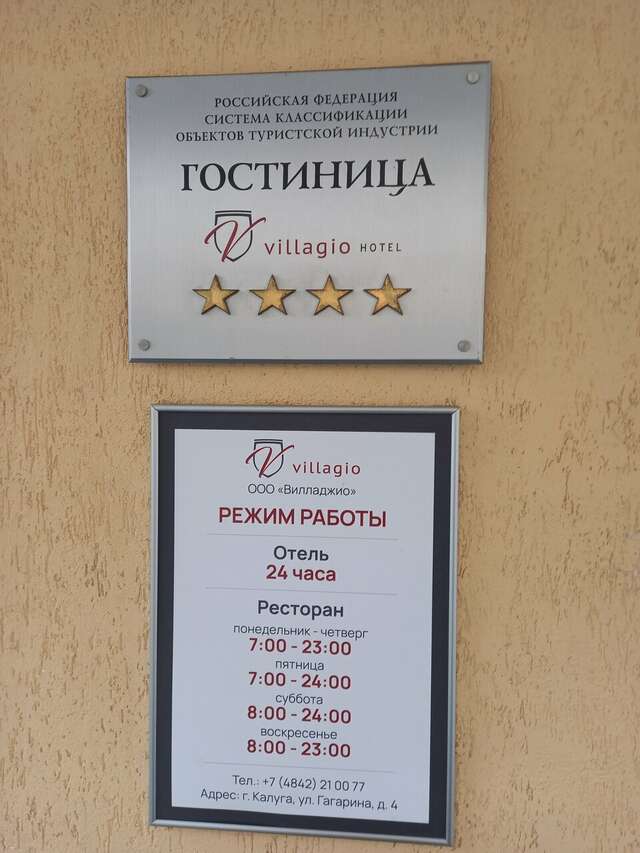 РОССИЙСКАЯ ФЕДЕРАЦИЯ
СИСТЕМА КЛАССИФИКАЦИИ
ОБЪЕКТОВ ТУРИСТСКОЙ ИНДУСТРИИ
ГОСТИНИЦА
V villagio HOTEL
V villagio
ООО «Вилладжио»
РЕЖИМ РАБОТЫ
Отель
24 часа
Ресторан
понедельник - четверг
7:00 - 23:00
пятница
7:00 - 24:00
суббота
8:00 - 24:00
воскресенье
8:00 - 23:00
Тел.: +7 (4842) 21 00 77
Адрес: г. Калуга, ул. Гагарина, д. 4